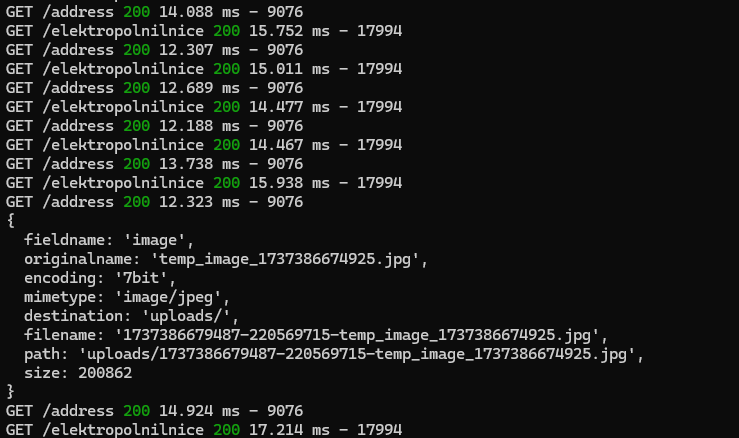 GET /address 200 14.088 ms - 9076
GET /elektropolnilnice 200 15.752 ms - 17994
GET /address 200 12.307 ms - 9076
GET /elektropolnilnice 200 15.011 ms - 17994
GET /address 200 12.689 ms - 9076
GET /elektropolnilnice 200 14.477 ms - 17994
GET /address 200 12.188 ms - 9076
GET /elektropolnilnice 200 14.467 ms - 17994
GET /address 200 13.738 ms - 9076
GET /elektropolnilnice 200 15.938 ms - 17994
GET /address 200 12.323 ms - 9076
{
  fieldname: 'image',
  originalname: 'temp_image_1737386674925.jpg',
  encoding: '7bit',
  mimetype: 'image/jpeg',
  destination: 'uploads/',
  filename: '1737386679487-220569715-temp_image_1737386674925.jpg',
  path: 'uploads/1737386679487-220569715-temp_image_1737386674925.jpg',
  size: 200862
}
GET /address 200 14.924 ms - 9076
GET /elektropolnilnice 200 17.214 ms - 17994